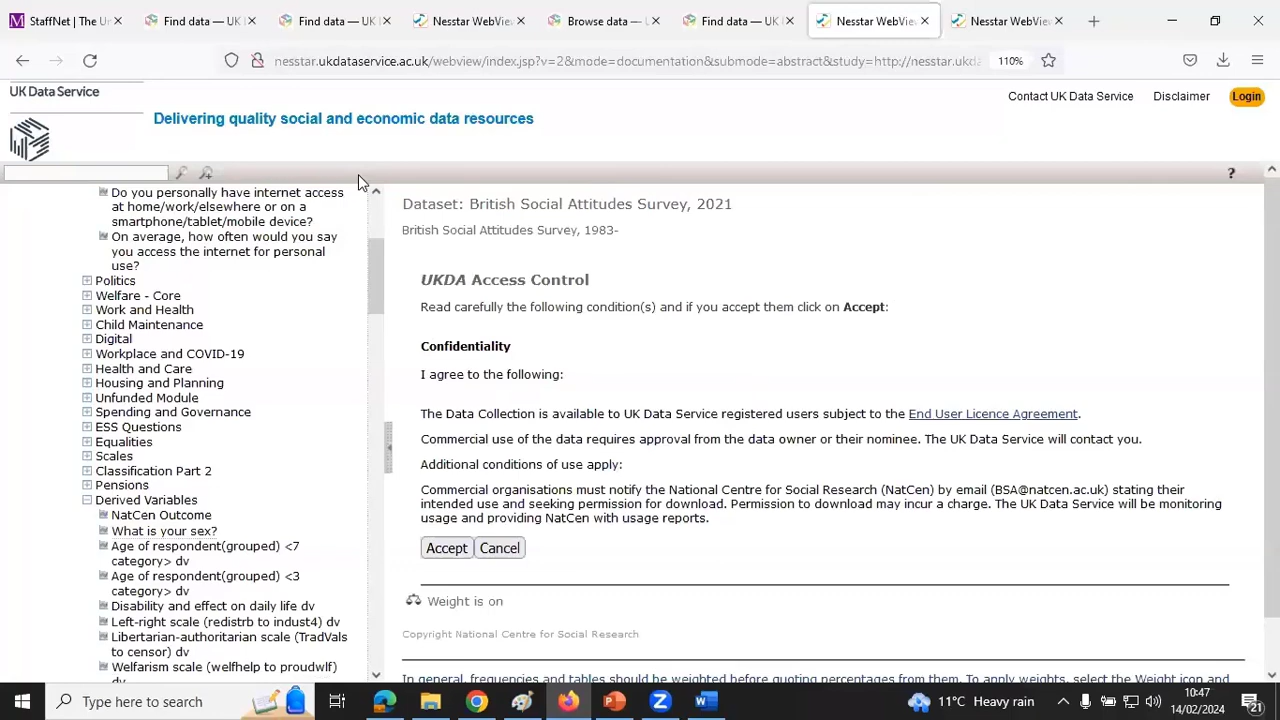 StaffNet | The Un
Find data — UK
Find data — UK
Nesstar WebView
Browse data —
Find data — UK
Nesstar WebView
Nesstar WebView
nesstar.ukdataservice.ac.uk/webview/index.jsp?v=2&mode=documentation&submode=abstract&study=http://nesstar.ukda
110%
UK Data Service
Contact UK Data Service
Disclaimer
Login
Delivering quality social and economic data resources
?
Do you personally have internet access
at home/work/elsewhere or on a
smartphone/tablet/mobile device?
On average, how often would you say
you access the internet for personal
use?
Politics
Welfare - Core
Work and Health
Child Maintenance
Digital
Workplace and COVID-19
Health and Care
Housing and Planning
Unfunded Module
Spending and Governance
ESS Questions
Equalities
Scales
Classification Part 2
Pensions
Derived Variables
NatCen Outcome
What is your sex?
Age of respondent(grouped) <7
category> dv
Age of respondent(grouped) <3
category> dv
Disability and effect on daily life dv
Left-right scale (redistrb to indust4) dv
Libertarian-authoritarian scale (TradVals
to censor) dv
Welfarism scale (welfhelp to proudwlf)
dv
Dataset: British Social Attitudes Survey, 2021
British Social Attitudes Survey, 1983-
UKDA Access Control
Read carefully the following condition(s) and if you accept them click on Accept:
Confidentiality
I agree to the following:
The Data Collection is available to UK Data Service registered users subject to the End User Licence Agreement.
Commercial use of the data requires approval from the data owner or their nominee. The UK Data Service will contact you.
Additional conditions of use apply:
Commercial organisations must notify the National Centre for Social Research (NatCen) by email (BSA@natcen.ac.uk) stating their
intended use and seeking permission for download. Permission to download may incur a charge. The UK Data Service will be monitoring
usage and providing NatCen with usage reports.
Accept
Cancel
Weight is on
Copyright National Centre for Social Research
In general, frequencies and tables should be weighted before quoting percentages from them. To apply weights, select the Weight icon and
Type here to search
11°C Heavy rain
10:47
14/02/2024
21